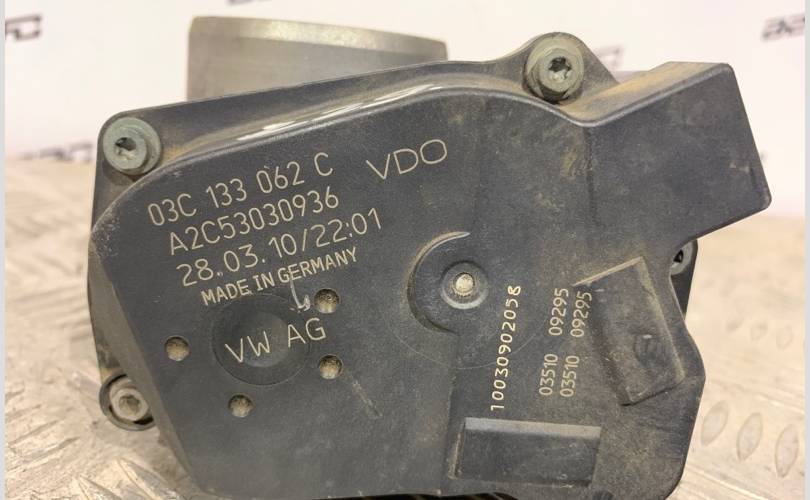 03C 133 062 C
VDO
A2C53030936
28.03.10/22:01
MADE IN GERMANY
VW AG
10030902058
03510 09295
03510 09295